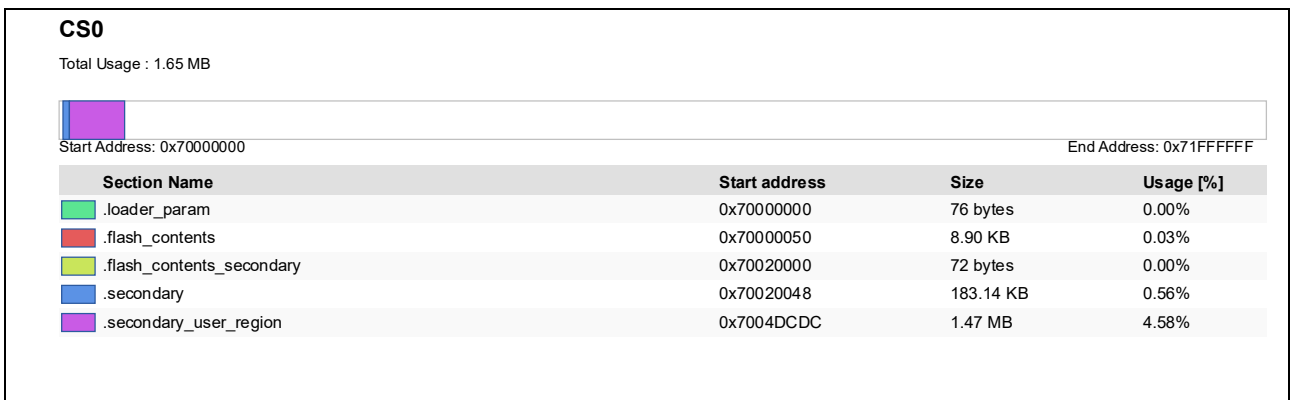 CS0
Total Usage : 1.65 MB
Start Address: 0x70000000 End Address: 0x71FFFFFF
Section Name Start address Size Usage [%]
.loader_param 0x70000000 76 bytes 0.00%
.flash_contents 0x70000050 8.90 KB 0.03%
.flash_contents_secondary 0x70020000 72 bytes 0.00%
.secondary 0x70020048 183.14 KB 0.56%
.secondary_user_region 0x7004DCDC 1.47 MB 4.58%